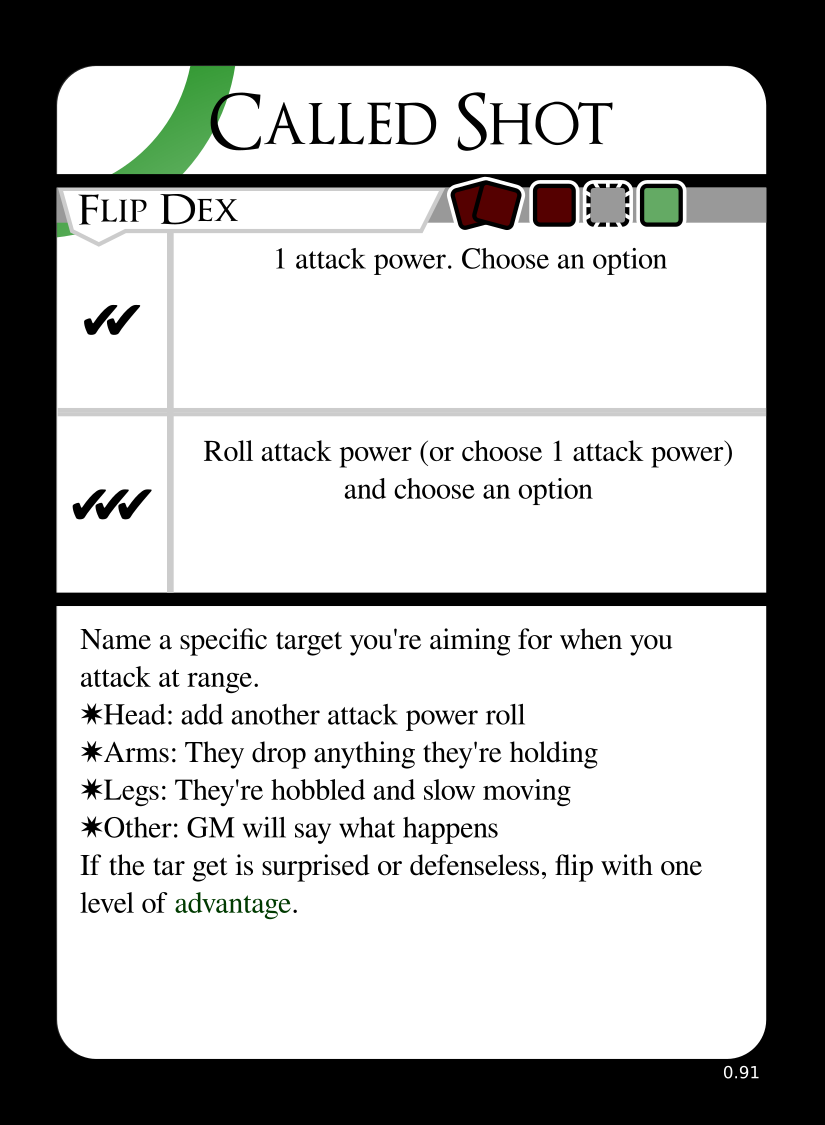 CALLED SHOT
FLIP DEX
1 attack power. Choose an option
✔✔
Roll attack power (or choose 1 attack power)
and choose an option
✔✔✔
Name a specific target you're aiming for when you
attack at range.
✷Head: add another attack power roll
✷Arms: They drop anything they're holding
✷Legs: They're hobbled and slow moving
✷Other: GM will say what happens
If the tar get is surprised or defenseless, flip with one
level of advantage.
0.91